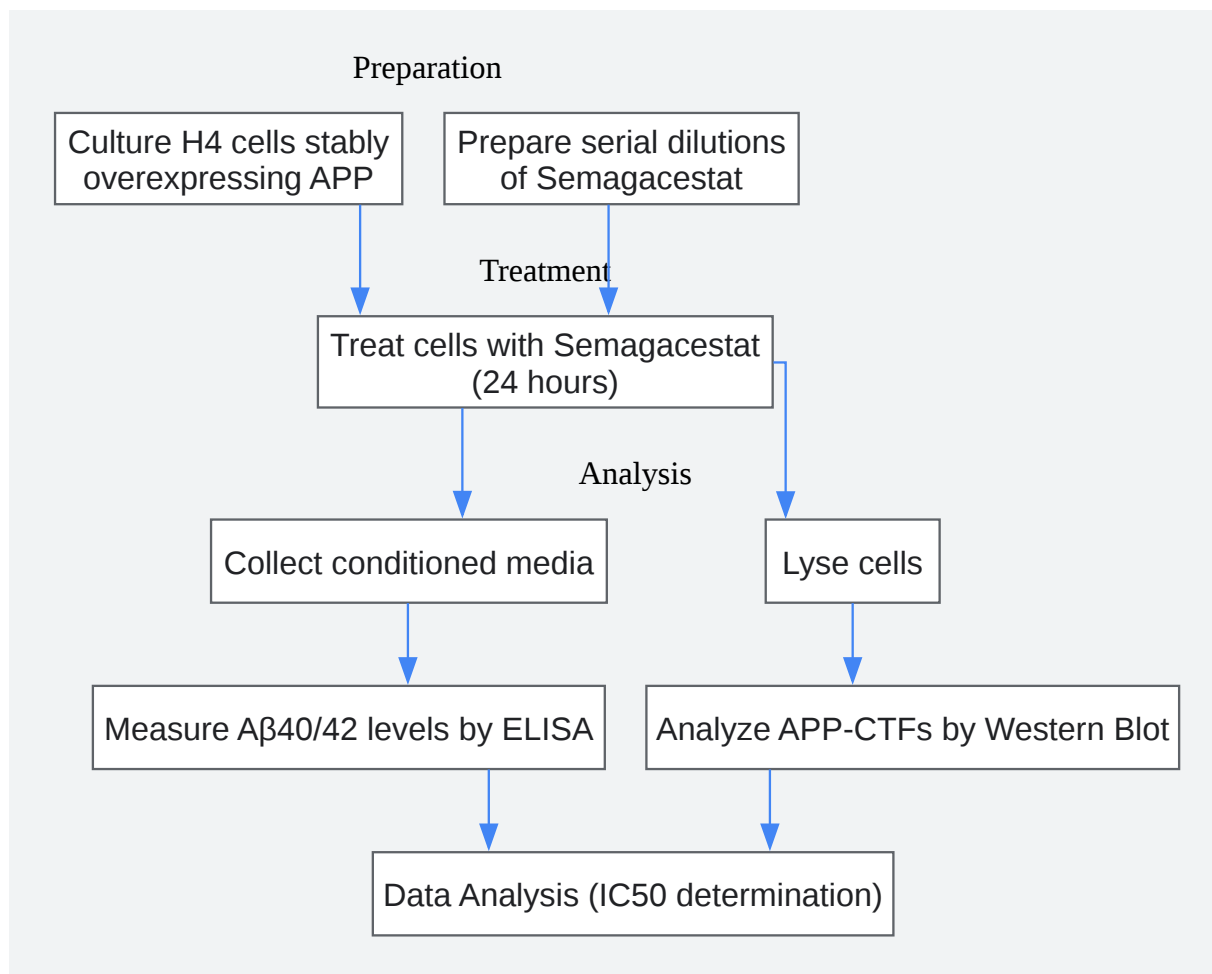 Preparation
Culture H4 cells stably
overexpressing APP
Prepare serial dilutions
of Semagacestat
Treatment
Treat cells with Semagacestat
(24 hours)
Analysis
Collect conditioned media
Lyse cells
Measure Aβ40/42 levels by ELISA
Analyze APP-CTFs by Western Blot
Data Analysis (IC50 determination)